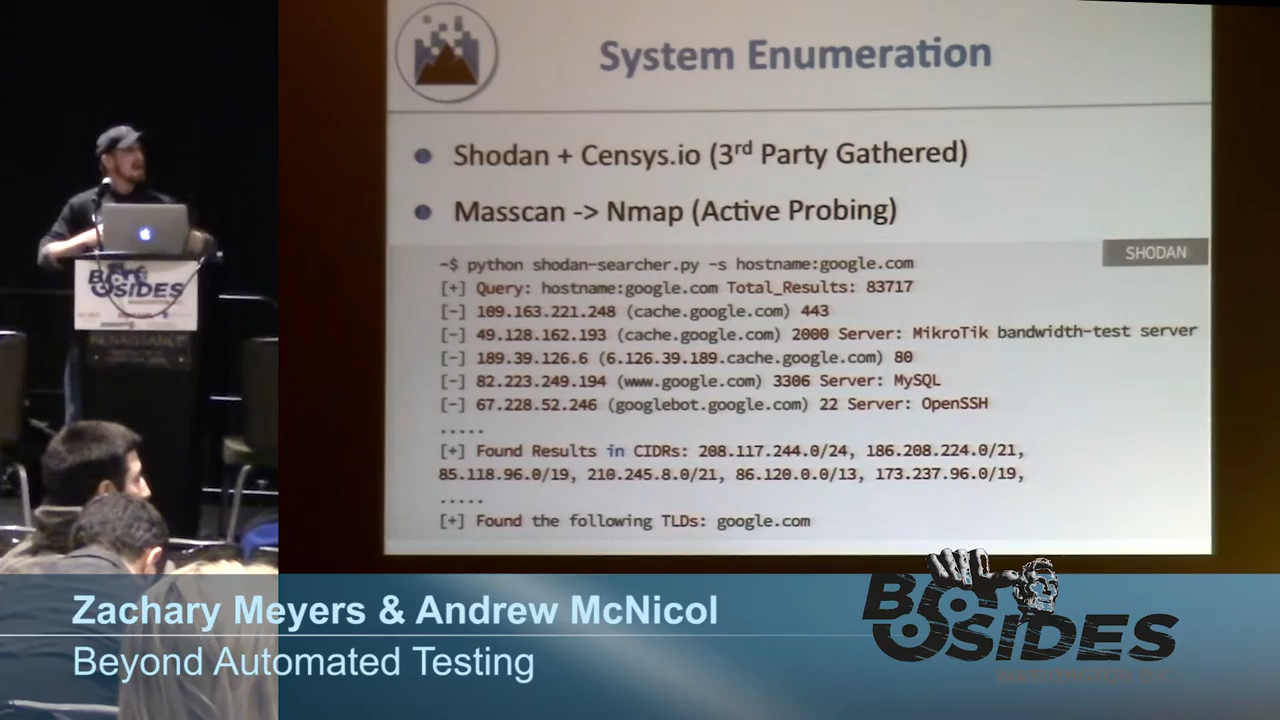 System Enumeration
Shodan + Censys.io (3rd Party Gathered)
Masscan -> Nmap (Active Probing)
SHODAN
~$ python shodan-searcher.py -s hostname:google.com
[+] Query: hostname:google.com Total_Results: 83717
[-] 109.163.221.248 (cache.google.com) 443
[-] 49.128.162.193 (cache.google.com) 2000 Server: MikroTik bandwidth-test server
[-] 189.39.126.6 (6.126.39.189.cache.google.com) 80
[-] 82.223.249.194 (www.google.com) 3306 Server: MySQL
[-] 67.228.52.246 (googlebot.google.com) 22 Server: OpenSSH
.....
[+] Found Results in CIDRs: 208.117.244.0/24, 186.208.224.0/21,
85.118.96.0/19, 210.245.8.0/21, 86.120.0.0/13, 173.237.96.0/19,
.....
[+] Found the following TLDs: google.com
BSIDES
RENAISSANCE
Zachary Meyers & Andrew McNicol
Beyond Automated Testing
BSIDES
WASHINGTON, D.C.